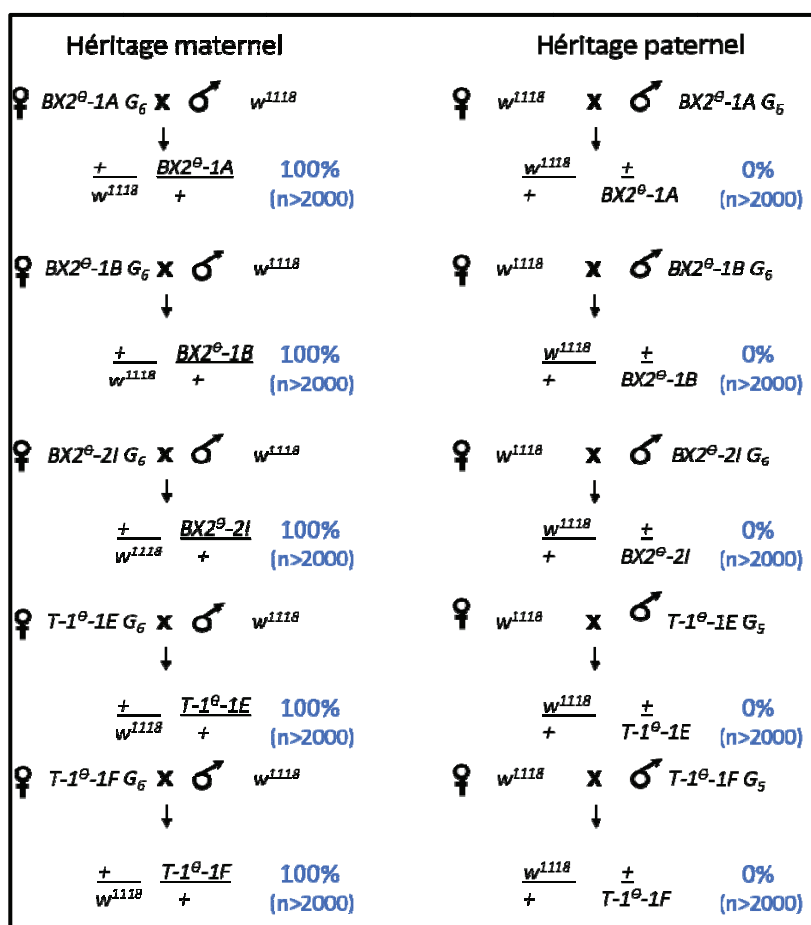 Héritage maternel
♀ BX2ᶿ-1A G₆ X ♂ w¹¹¹⁸
+ BX2ᶿ-1A 100%
w¹¹¹⁸ + (n>2000)
♀ BX2ᶿ-1B G₆ X ♂ w¹¹¹⁸
+ BX2ᶿ-1B 100%
w¹¹¹⁸ + (n>2000)
♀ BX2ᶿ-2I G₆ X ♂ w¹¹¹⁸
+ BX2ᶿ-2I 100%
w¹¹¹⁸ + (n>2000)
♀ T-1ᶿ-1E G₆ X ♂ w¹¹¹⁸
+ T-1ᶿ-1E 100%
w¹¹¹⁸ + (n>2000)
♀ T-1ᶿ-1F G₆ X ♂ w¹¹¹⁸
+ T-1ᶿ-1F 100%
w¹¹¹⁸ + (n>2000)
Héritage paternel
♀ w¹¹¹⁸ X ♂ BX2ᶿ-1A G₆
w¹¹¹⁸ + 0%
+ BX2ᶿ-1A (n>2000)
♀ w¹¹¹⁸ X ♂ BX2ᶿ-1B G₆
w¹¹¹⁸ + 0%
+ BX2ᶿ-1B (n>2000)
♀ w¹¹¹⁸ X ♂ BX2ᶿ-2I G₆
w¹¹¹⁸ + 0%
+ BX2ᶿ-2I (n>2000)
♀ w¹¹¹⁸ X ♂ T-1ᶿ-1E G₅
w¹¹¹⁸ + 0%
+ T-1ᶿ-1E (n>2000)
♀ w¹¹¹⁸ X ♂ T-1ᶿ-1F G₅
w¹¹¹⁸ + 0%
+ T-1ᶿ-1F (n>2000)